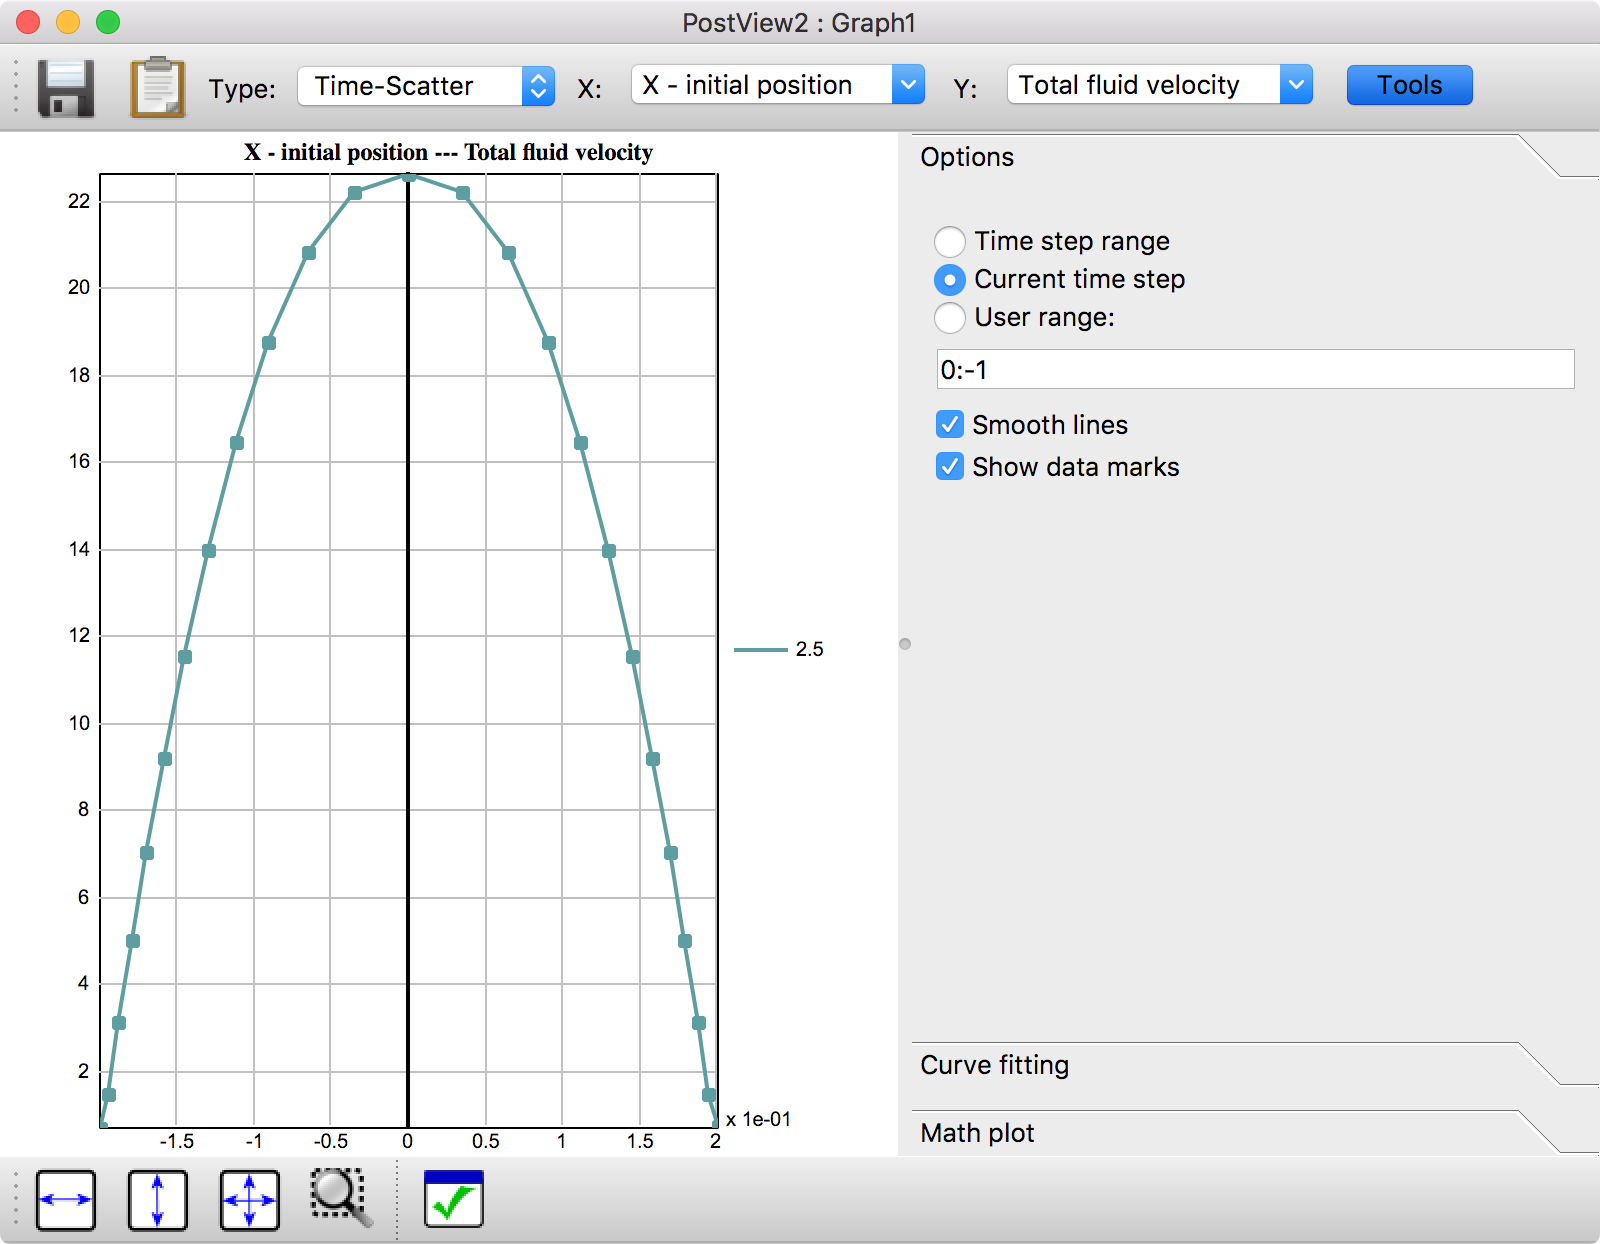 PostView2 : Graph1
Type: Time-Scatter X: X - initial position Y: Total fluid velocity Tools
X - initial position --- Total fluid velocity
22
20
18
16
14
12
10
8
6
4
2
-1.5 -1 -0.5 0 0.5 1 1.5 2
x 1e-01
2.5
Options
Time step range
Current time step
User range:
0:-1
Smooth lines
Show data marks
Curve fitting
Math plot